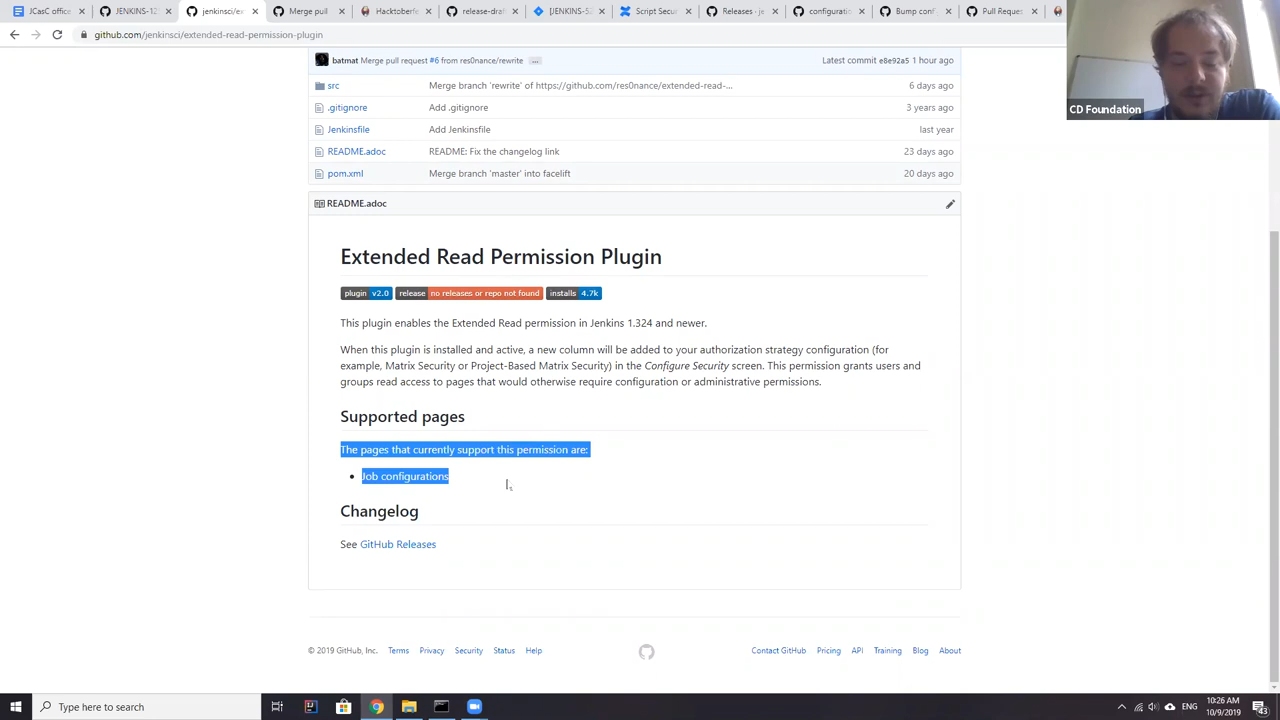 JCasC office
JENKINS-12
jenkinsci/ex
Merge pull
Hacktoberfe
release-draft
[JENKINS-52
Script Secu
Releases · je
configuratio
Bump conf
Pull Reques
github.com/jenkinsci/extended-read-permission-plugin
batmat Merge pull request #6 from res0nance/rewrite ... Latest commit e8e92a5 1 hour ago
src Merge branch 'rewrite' of https://github.com/res0nance/extended-read-... 6 days ago
.gitignore Add .gitignore 3 years ago
Jenkinsfile Add Jenkinsfile last year
README.adoc README: Fix the changelog link 23 days ago
pom.xml Merge branch 'master' into facelift 20 days ago
CD Foundation
README.adoc
Extended Read Permission Plugin
plugin v2.0 release no releases or repo not found installs 4.7k
This plugin enables the Extended Read permission in Jenkins 1.324 and newer.
When this plugin is installed and active, a new column will be added to your authorization strategy configuration (for
example, Matrix Security or Project-Based Matrix Security) in the Configure Security screen. This permission grants users and
groups read access to pages that would otherwise require configuration or administrative permissions.
Supported pages
The pages that currently support this permission are:
• Job configurations
Changelog
See GitHub Releases
© 2019 GitHub, Inc. Terms Privacy Security Status Help Contact GitHub Pricing API Training Blog About
Type here to search
ENG
10:26 AM
10/9/2019
43